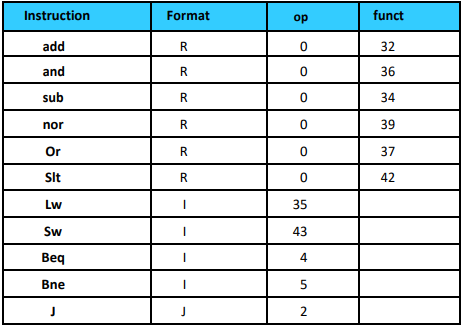 Instruction Format op funct
add R 0 32
and R 0 36
sub R 0 34
nor R 0 39
Or R 0 37
Slt R 0 42
Lw I 35
Sw I 43
Beq I 4
Bne I 5
J J 2